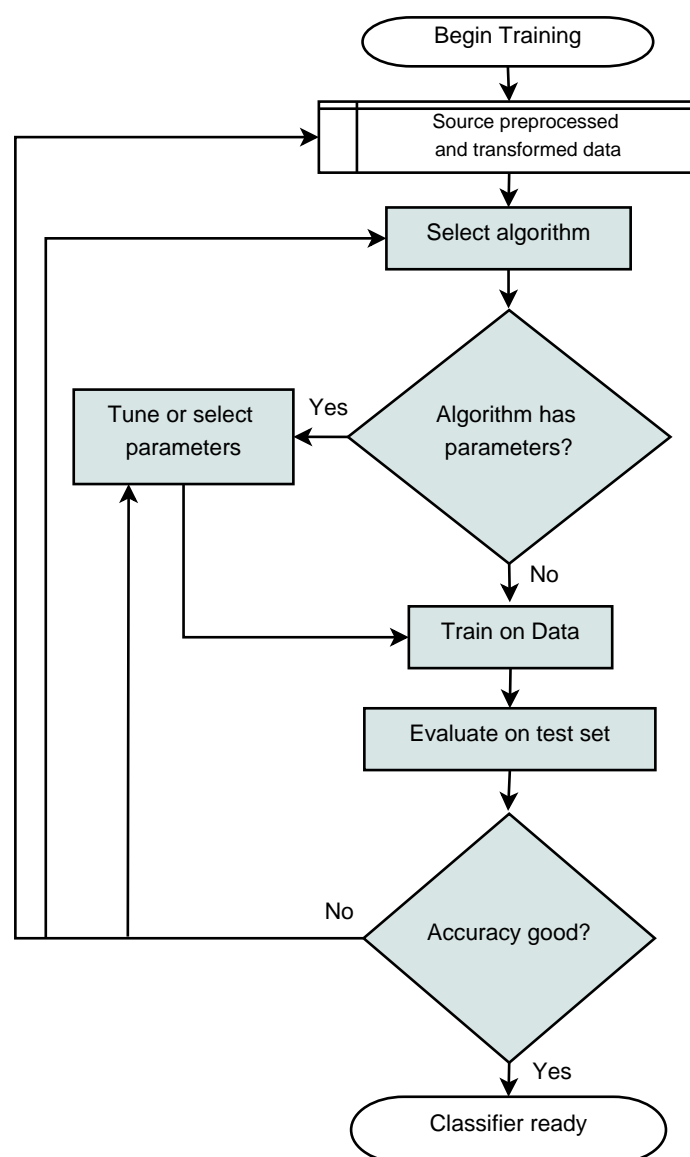 Begin Training
Source preprocessed
and transformed data
Select algorithm
Algorithm has
parameters?
Yes
Tune or select
parameters
No
Train on Data
Evaluate on test set
Accuracy good?
No
Yes
Classifier ready